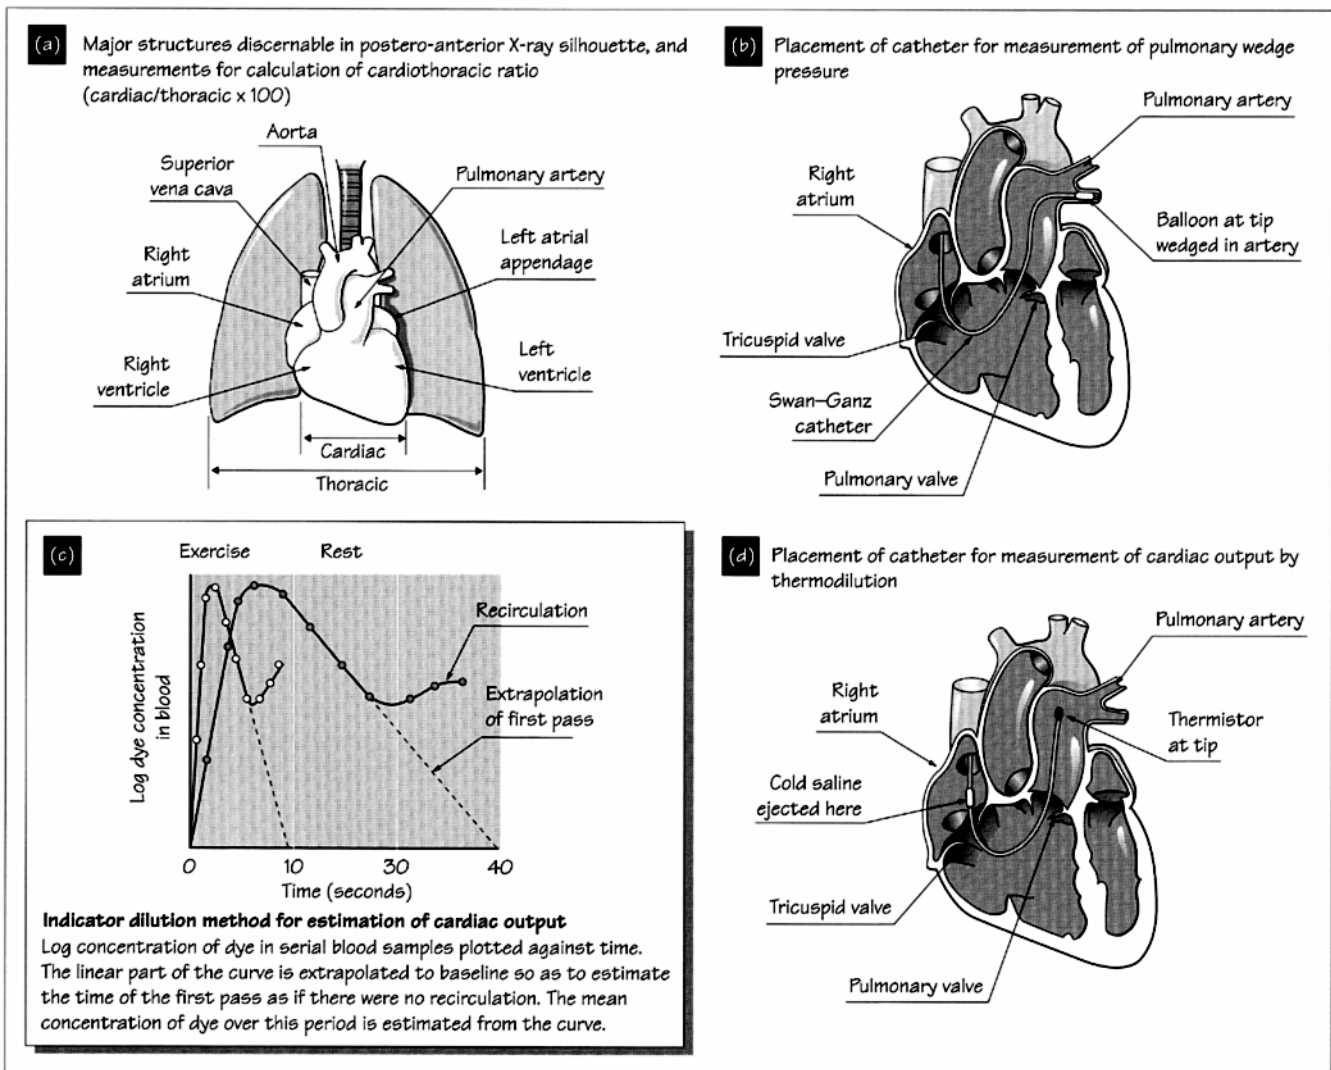 (a) Major structures discernable in postero-anterior X-ray silhouette, and
measurements for calculation of cardiothoracic ratio
(cardiac/thoracic x 100)
Aorta
Superior
vena cava
Pulmonary artery
Right
atrium
Left atrial
appendage
Right
ventricle
Left
ventricle
Cardiac
Thoracic
(b) Placement of catheter for measurement of pulmonary wedge
pressure
Pulmonary artery
Right
atrium
Balloon at tip
wedged in artery
Tricuspid valve
Swan–Ganz
catheter
Pulmonary valve
(c)
Exercise Rest
Log dye concentration
in blood
Recirculation
Extrapolation
of first pass
0 10 30 40
Time (seconds)
Indicator dilution method for estimation of cardiac output
Log concentration of dye in serial blood samples plotted against time.
The linear part of the curve is extrapolated to baseline so as to estimate
the time of the first pass as if there were no recirculation. The mean
concentration of dye over this period is estimated from the curve.
(d) Placement of catheter for measurement of cardiac output by
thermodilution
Pulmonary artery
Right
atrium
Thermistor
at tip
Cold saline
ejected here
Tricuspid valve
Pulmonary valve